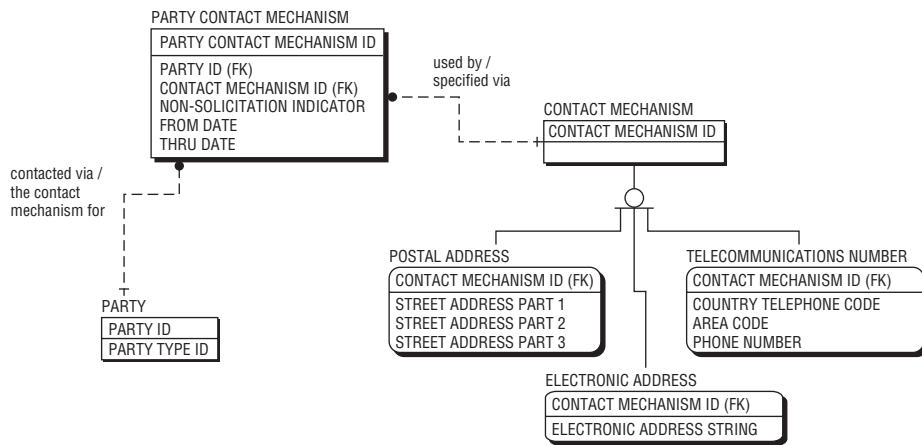 PARTY CONTACT MECHANISM
PARTY CONTACT MECHANISM ID
PARTY ID (FK)
CONTACT MECHANISM ID (FK)
NON-SOLICITATION INDICATOR
FROM DATE
THRU DATE
used by /
specified via
CONTACT MECHANISM
CONTACT MECHANISM ID
contacted via /
the contact
mechanism for
PARTY
PARTY ID
PARTY TYPE ID
POSTAL ADDRESS
CONTACT MECHANISM ID (FK)
STREET ADDRESS PART 1
STREET ADDRESS PART 2
STREET ADDRESS PART 3
TELECOMMUNICATIONS NUMBER
CONTACT MECHANISM ID (FK)
COUNTRY TELEPHONE CODE
AREA CODE
PHONE NUMBER
ELECTRONIC ADDRESS
CONTACT MECHANISM ID (FK)
ELECTRONIC ADDRESS STRING